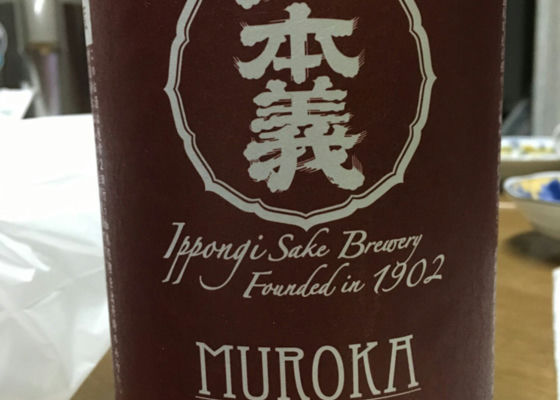 本
義
Ippongi Sake Brewery
Founded in 1902
MUROKA